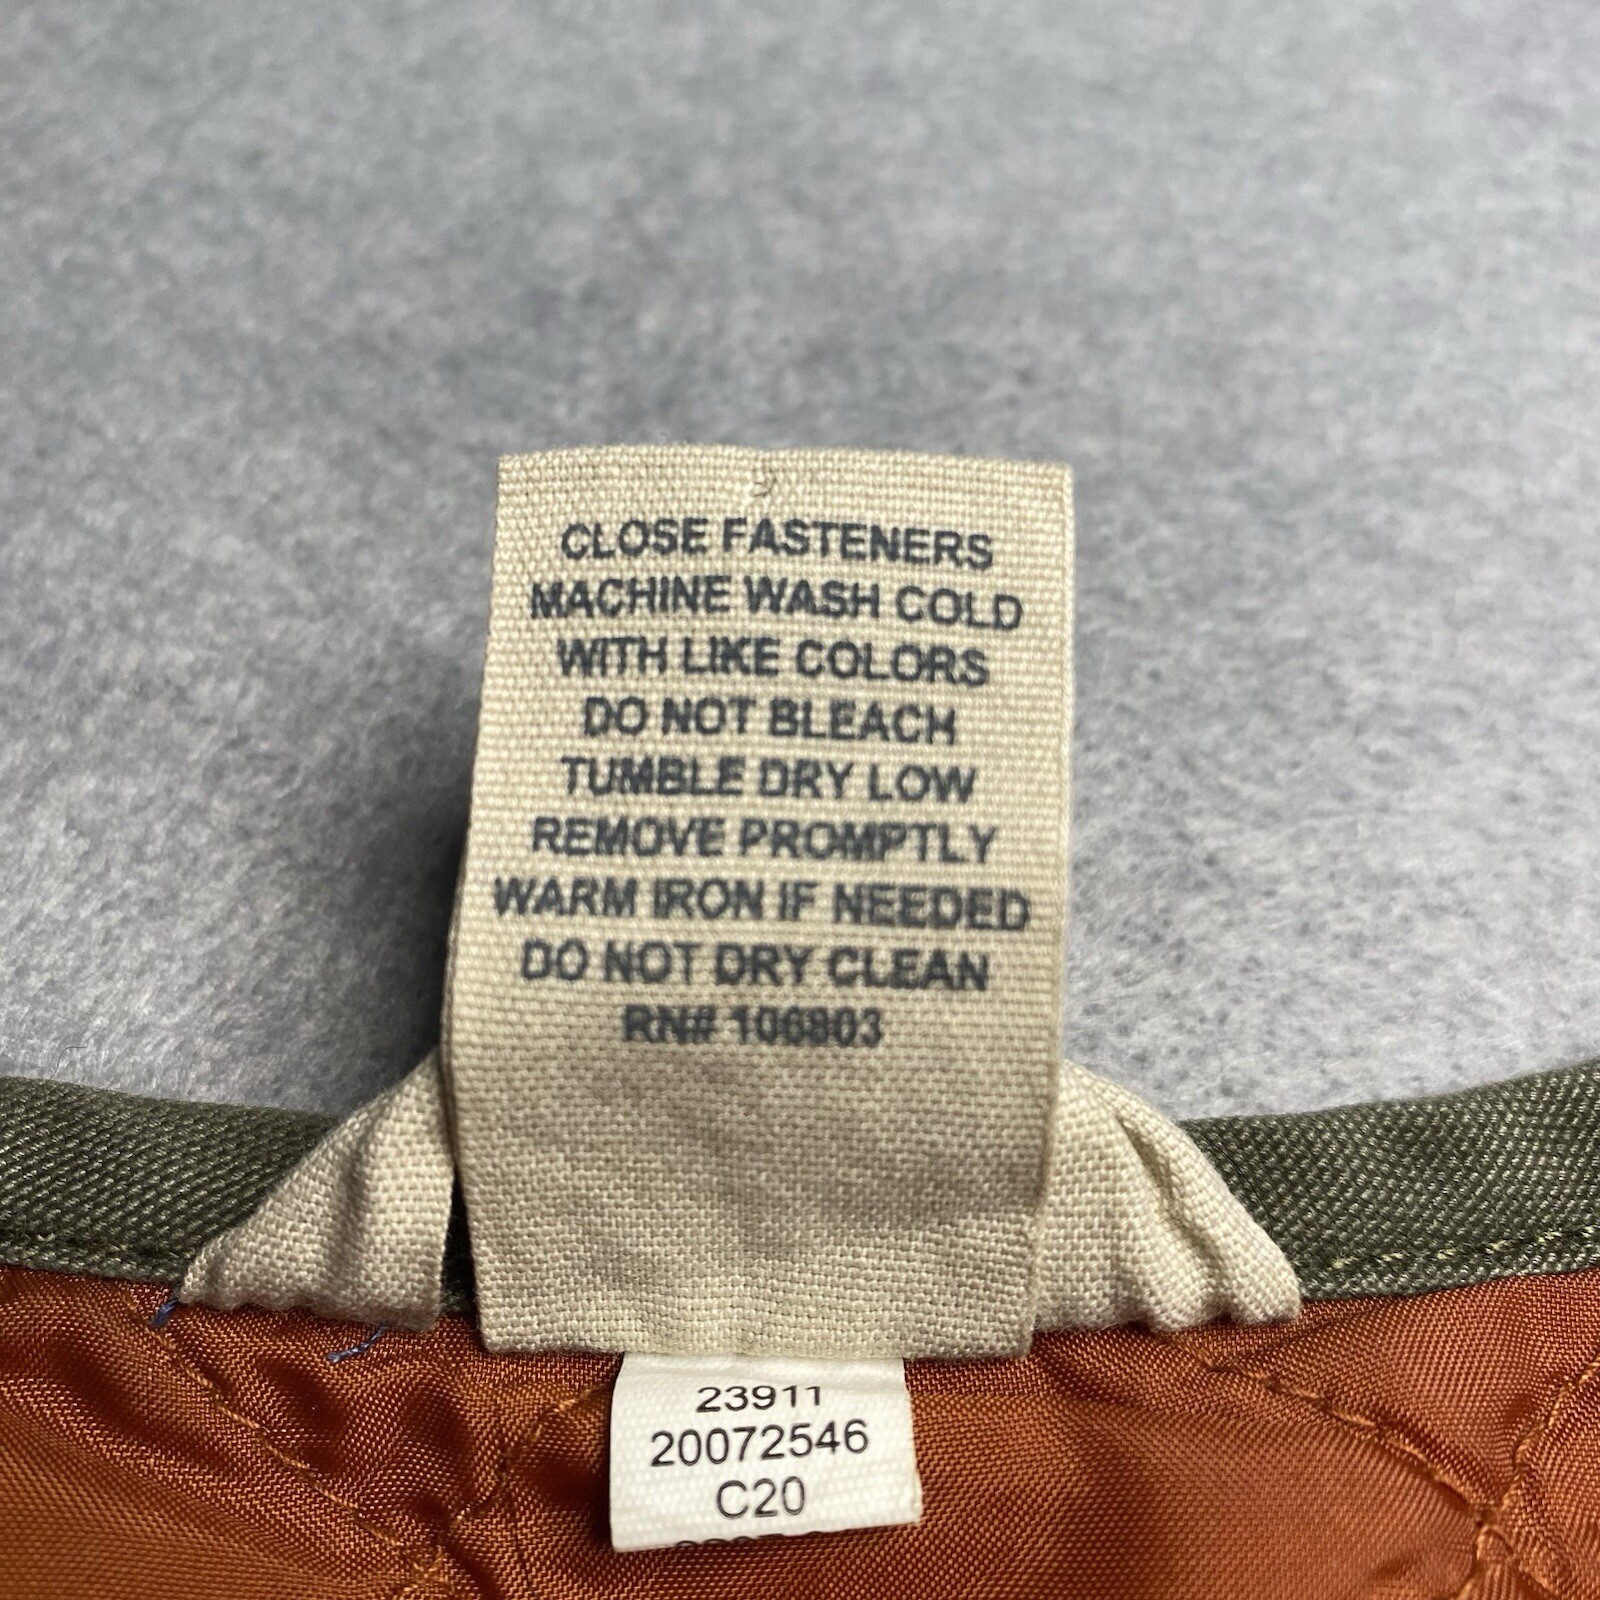 CLOSE FASTENERS
MACHINE WASH COLD
WITH LIKE COLORS
DO NOT BLEACH
TUMBLE DRY LOW
REMOVE PROMPTLY
WARM IRON IF NEEDED
DO NOT DRY CLEAN
RN# 106803
23911
20072546
C20